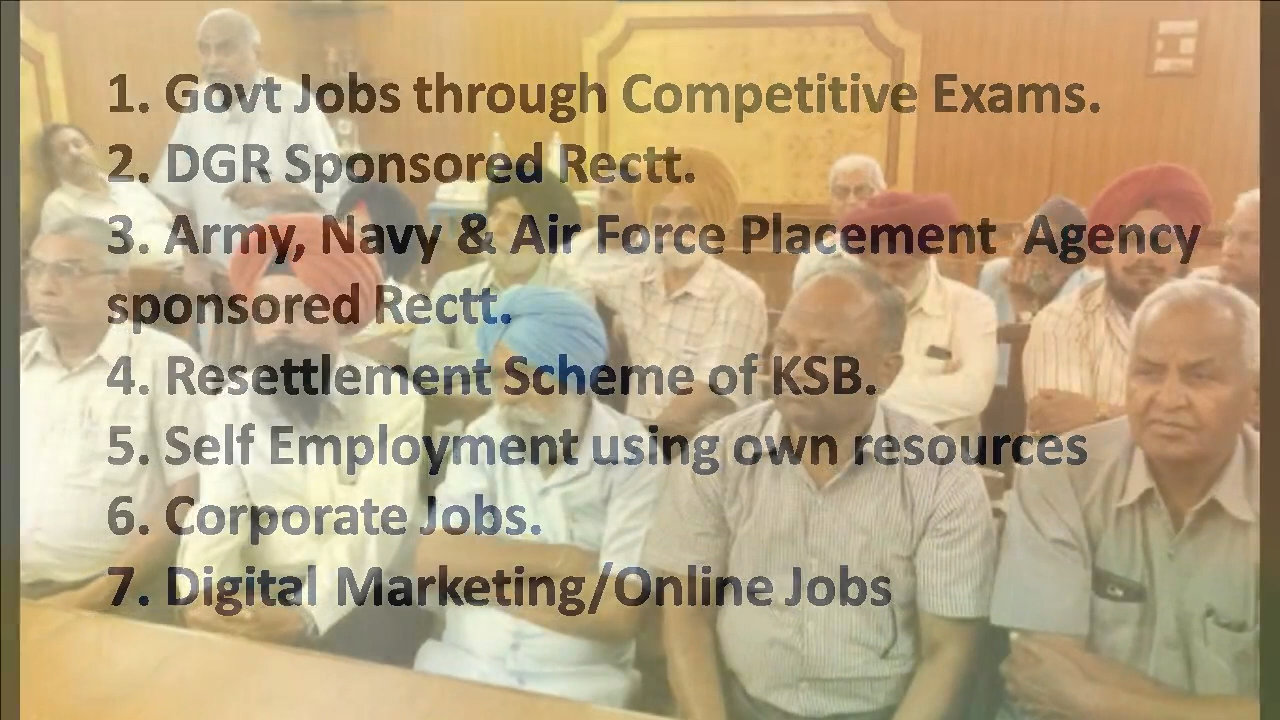 1. Govt Jobs through Competitive Exams.
2. DGR Sponsored Rectt.
3. Army, Navy & Air Force Placement Agency
sponsored Rectt.
4. Resettlement Scheme of KSB.
5. Self Employment using own resources
6. Corporate Jobs.
7. Digital Marketing/Online Jobs